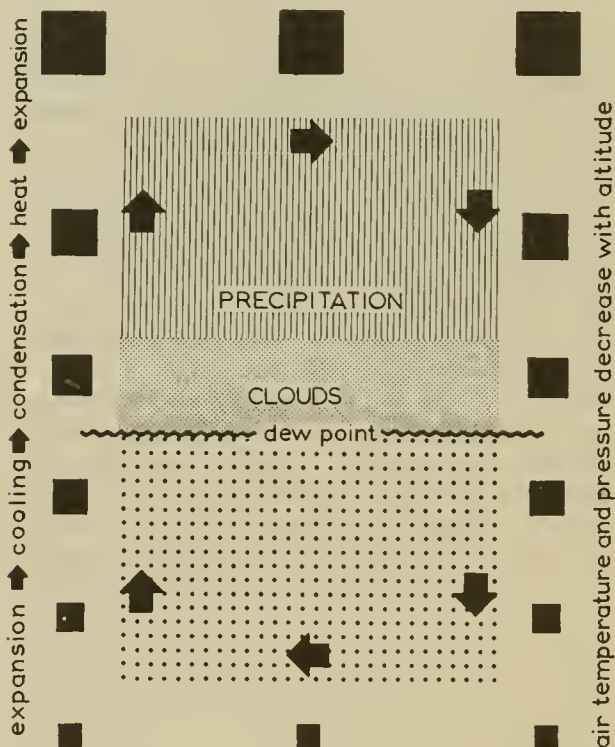 expansion → cooling → condensation → heat → expansion
PRECIPITATION
CLOUDS
dew point
air temperature and pressure decrease with altitude